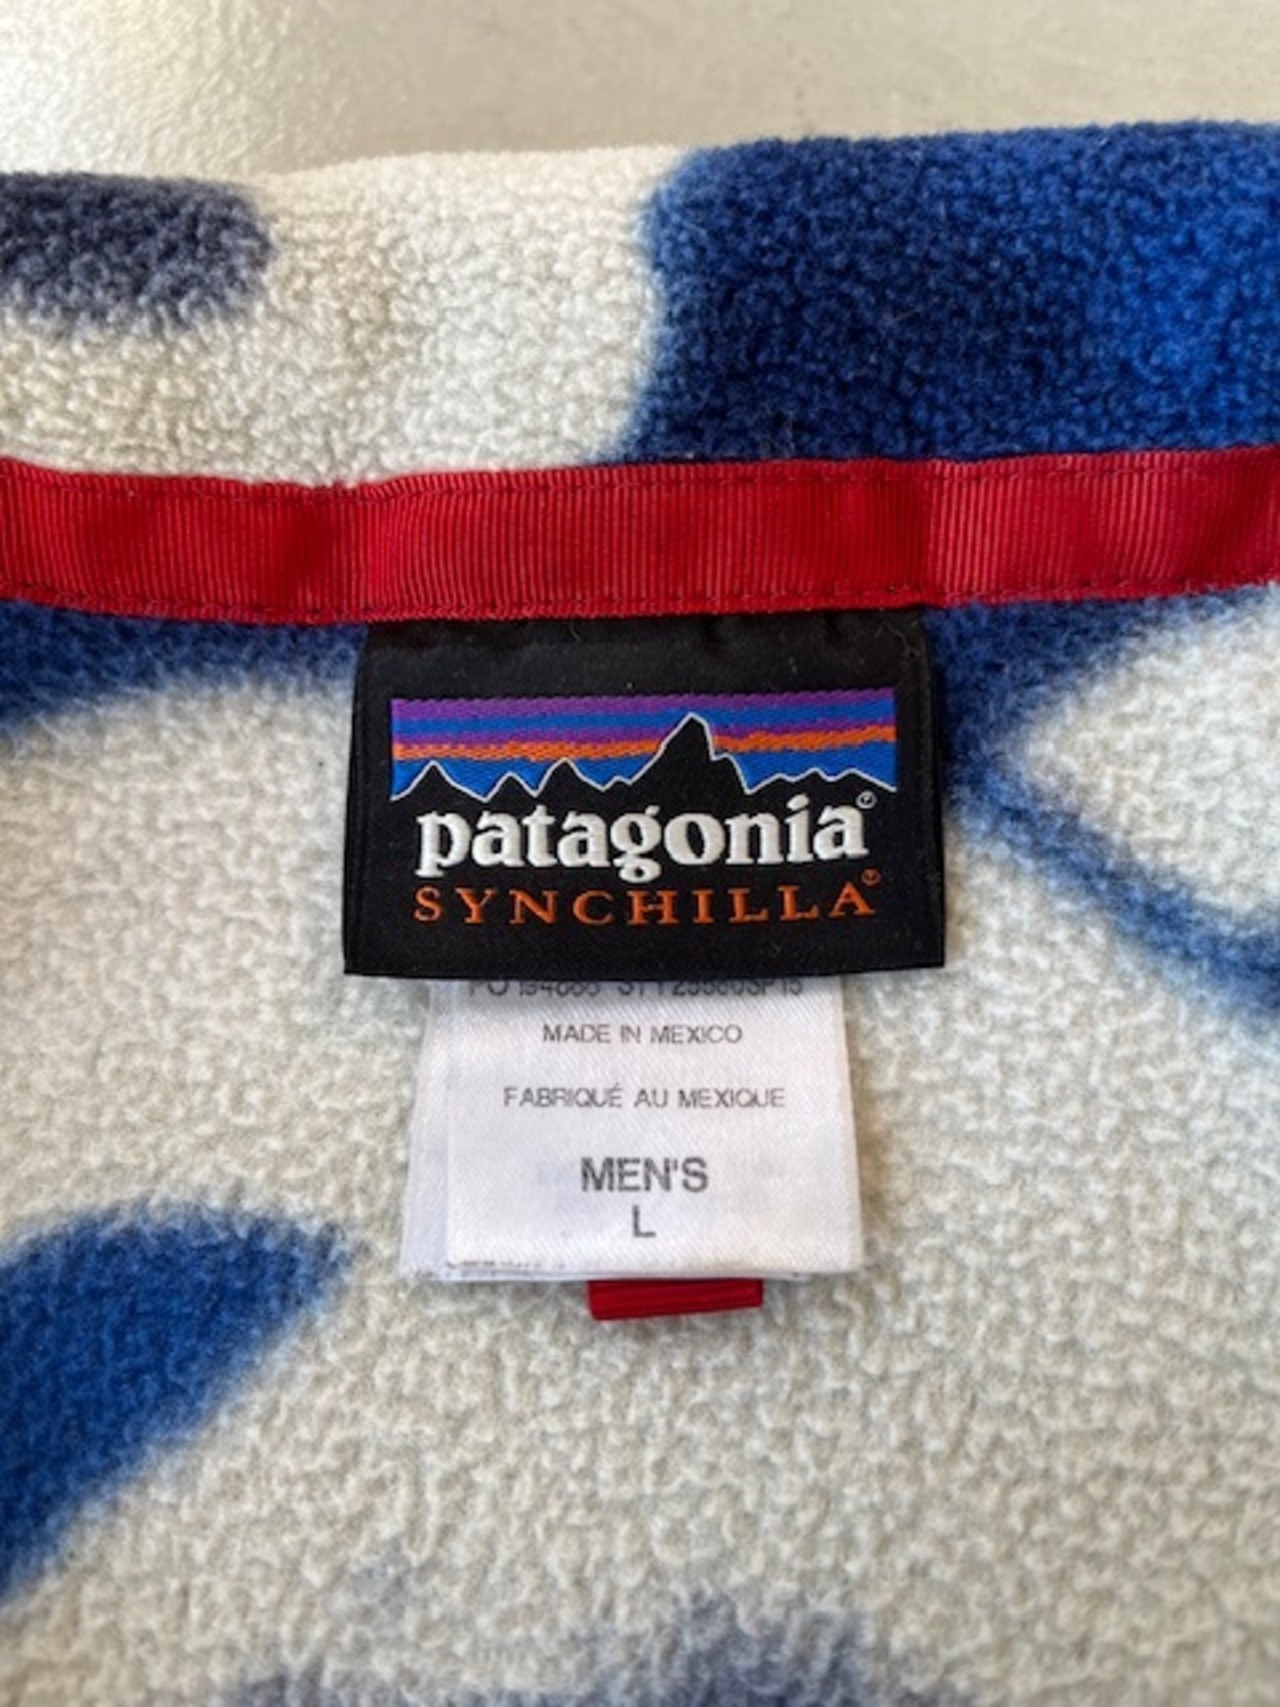 patagonia®
SYNCHILLA®
MADE IN MEXICO
FABRIQUÉ AU MEXIQUE
MEN'S
L